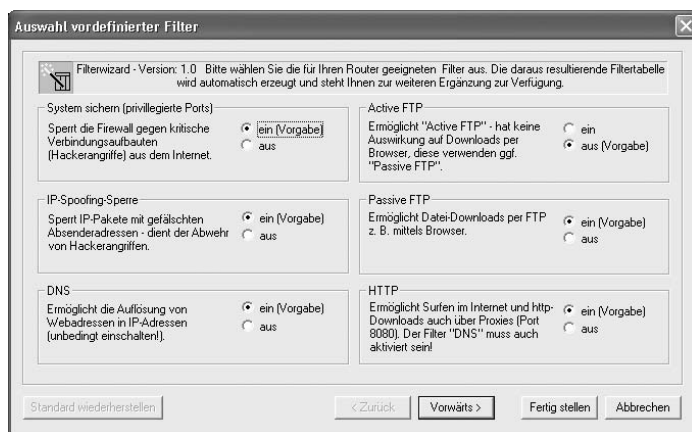 Auswahl vordefinierter Filter
Filterwizard - Version: 1.0 Bitte wählen Sie die für Ihren Router geeigneten Filter aus. Die daraus resultierende Filtertabelle
wird automatisch erzeugt und steht Ihnen zur weiteren Ergänzung zur Verfügung.
System sichern (privillegierte Ports)
Sperrt die Firewall gegen kritische
Verbindungsaufbauten
(Hackerangriffe) aus dem Internet.
ein (Vorgabe)
aus
Active FTP
Ermöglicht "Active FTP" - hat keine
Auswirkung auf Downloads per
Browser, diese verwenden ggf.
"Passive FTP".
ein
aus (Vorgabe)
IP-Spoofing-Sperre
Sperrt IP-Pakete mit gefälschten
Absenderadressen - dient der Abwehr
von Hackerangriffen.
ein (Vorgabe)
aus
Passive FTP
Ermöglicht Datei-Downloads per FTP
z. B. mittels Browser.
ein (Vorgabe)
aus
DNS
Ermöglicht die Auflösung von
Webadressen in IP-Adressen
(unbedingt einschalten!).
ein (Vorgabe)
aus
HTTP
Ermöglicht Surfen im Internet und http-
Downloads auch über Proxies (Port
8080). Der Filter "DNS" muss auch
aktiviert sein!
ein (Vorgabe)
aus
Standard wiederherstellen
< Zurück
Vorwärts >
Fertig stellen
Abbrechen